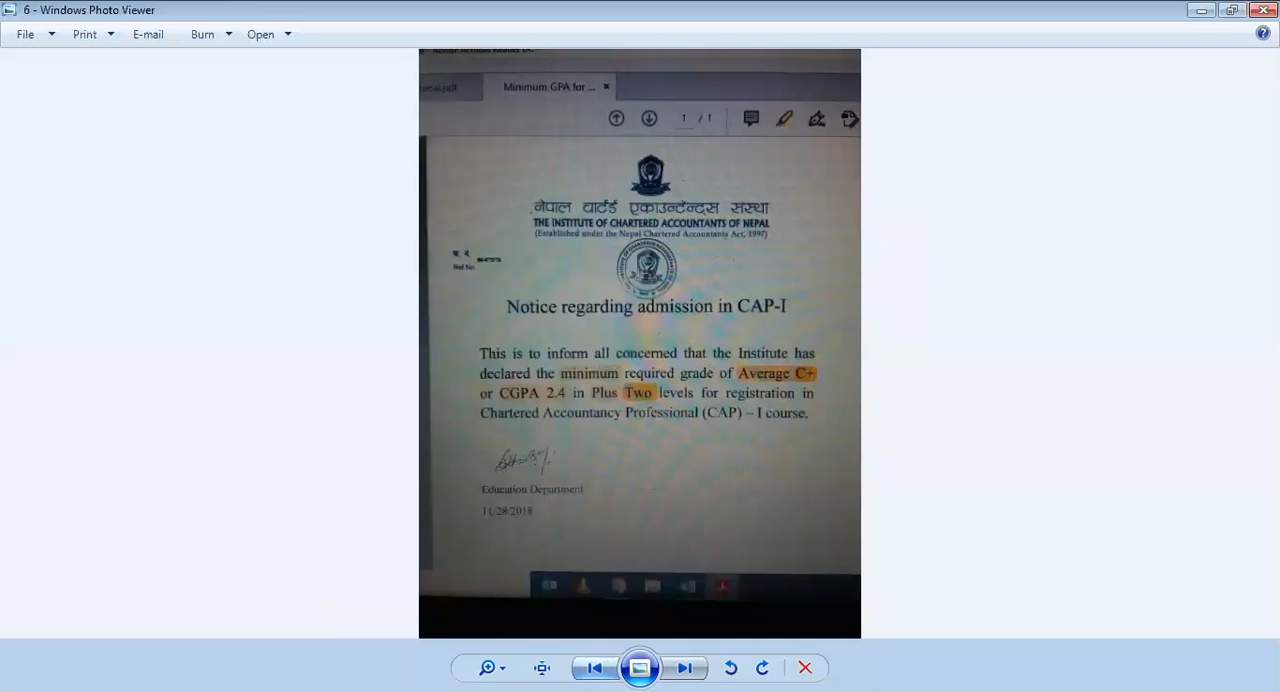 6 - Windows Photo Viewer
File Print E-mail Burn Open
Minimum GPA for ...
1 / 1
नेपाल चार्टर्ड एकाउन्टेन्ट्स संस्था
THE INSTITUTE OF CHARTERED ACCOUNTANTS OF NEPAL
(Established under the Nepal Chartered Accountants Act, 1997)
Ref No.
Notice regarding admission in CAP-I
This is to inform all concerned that the Institute has
declared the minimum required grade of Average C+
or CGPA 2.4 in Plus Two levels for registration in
Chartered Accountancy Professional (CAP) – I course.
Education Department
11/28/2018